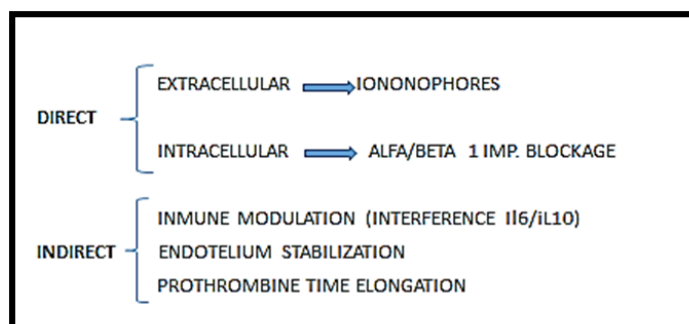 DIRECT
EXTRACELLULAR IONONOPHORES
INTRACELLULAR ALFA/BETA 1 IMP. BLOCKAGE
INDIRECT
INMUNE MODULATION (INTERFERENCE Il6/iL10)
ENDOTELIUM STABILIZATION
PROTHROMBINE TIME ELONGATION